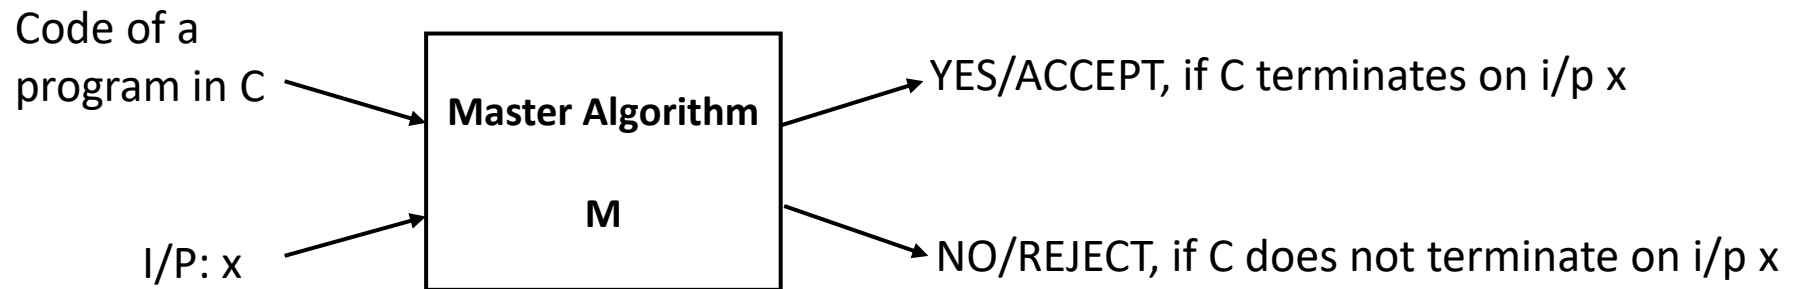 Code of a
program in C
I/P: x
Master Algorithm
M
YES/ACCEPT, if C terminates on i/p x
NO/REJECT, if C does not terminate on i/p x